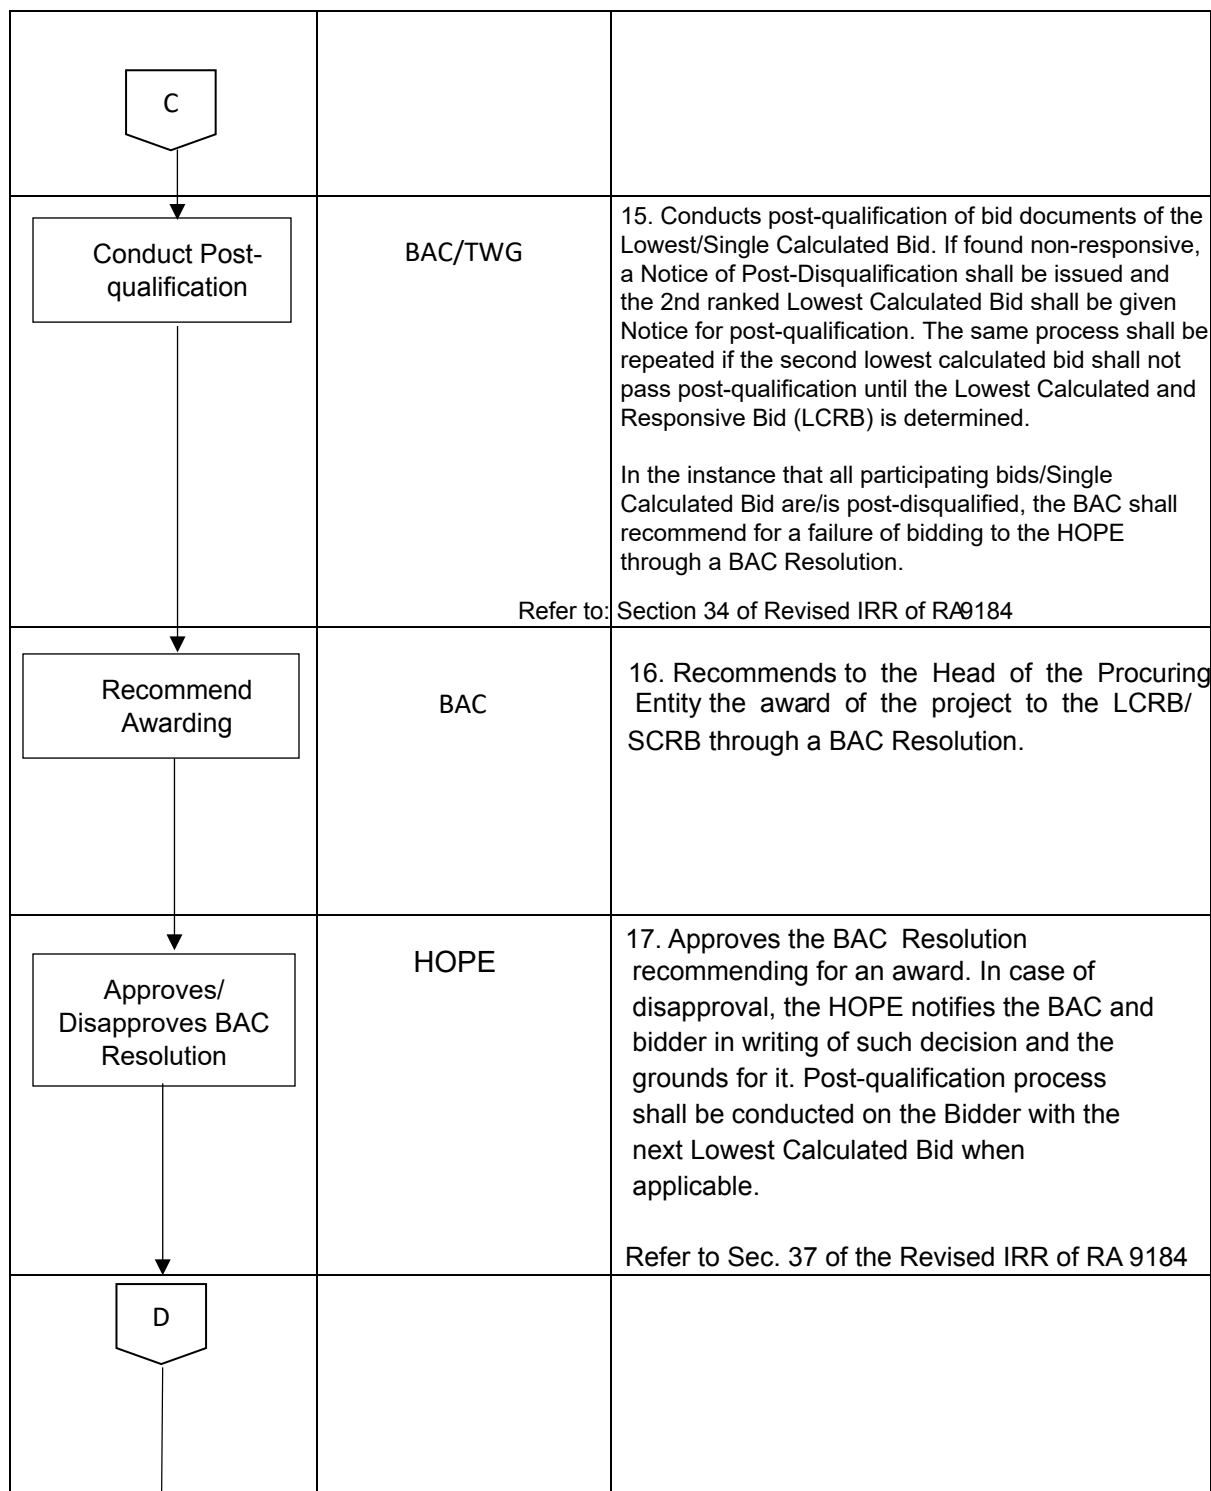 C
Conduct Post-
qualification
BAC/TWG
15. Conducts post-qualification of bid documents of the
Lowest/Single Calculated Bid. If found non-responsive,
a Notice of Post-Disqualification shall be issued and
the 2nd ranked Lowest Calculated Bid shall be given
Notice for post-qualification. The same process shall be
repeated if the second lowest calculated bid shall not
pass post-qualification until the Lowest Calculated and
Responsive Bid (LCRB) is determined.
In the instance that all participating bids/Single
Calculated Bid are/is post-disqualified, the BAC shall
recommend for a failure of bidding to the HOPE
through a BAC Resolution.
Refer to: Section 34 of Revised IRR of RA9184
Recommend
Awarding
BAC
16. Recommends to the Head of the Procuring
Entity the award of the project to the LCRB/
SCRB through a BAC Resolution.
Approves/
Disapproves BAC
Resolution
HOPE
17. Approves the BAC Resolution
recommending for an award. In case of
disapproval, the HOPE notifies the BAC and
bidder in writing of such decision and the
grounds for it. Post-qualification process
shall be conducted on the Bidder with the
next Lowest Calculated Bid when
applicable.
Refer to Sec. 37 of the Revised IRR of RA 9184
D